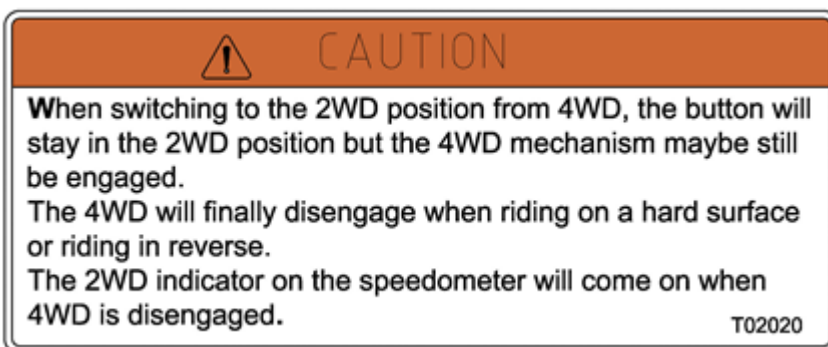 CAUTION
When switching to the 2WD position from 4WD, the button will
stay in the 2WD position but the 4WD mechanism maybe still
be engaged.
The 4WD will finally disengage when riding on a hard surface
or riding in reverse.
The 2WD indicator on the speedometer will come on when
4WD is disengaged.
T02020